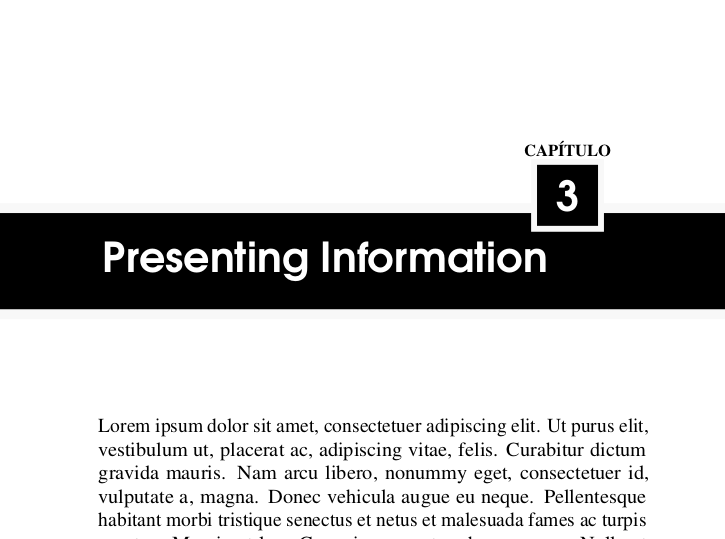 CAPÍTULO
3
Presenting Information
Lorem ipsum dolor sit amet, consectetuer adipiscing elit. Ut purus elit,
vestibulum ut, placerat ac, adipiscing vitae, felis. Curabitur dictum
gravida mauris. Nam arcu libero, nonummy eget, consectetuer id,
vulputate a, magna. Donec vehicula augue eu neque. Pellentesque
habitant morbi tristique senectus et netus et malesuada fames ac turpis